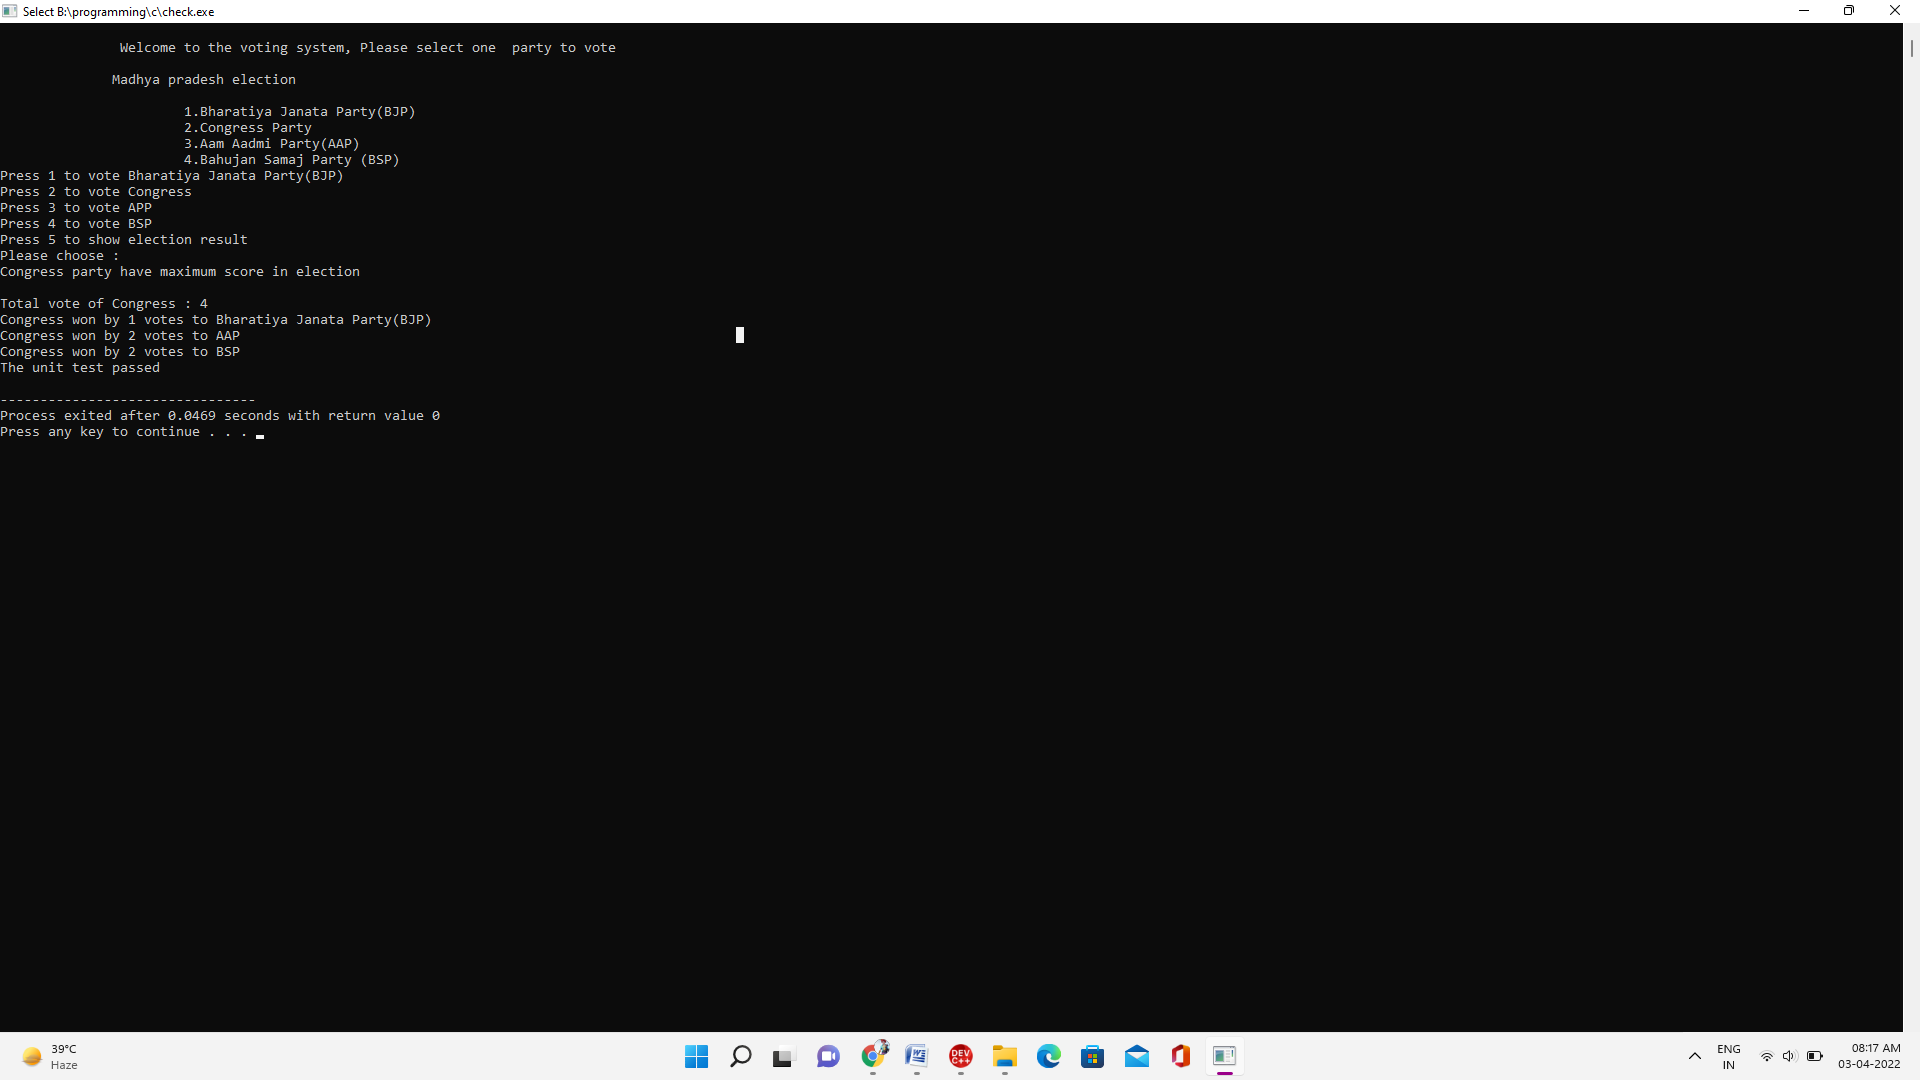 Select B:\programming\c\check.exe
Welcome to the voting system, Please select one  party to vote
Madhya pradesh election
1.Bharatiya Janata Party(BJP)
2.Congress Party
3.Aam Aadmi Party(AAP)
4.Bahujan Samaj Party (BSP)
Press 1 to vote Bharatiya Janata Party(BJP)
Press 2 to vote Congress
Press 3 to vote APP
Press 4 to vote BSP
Press 5 to show election result
Please choose :
Congress party have maximum score in election
Total vote of Congress : 4
Congress won by 1 votes to Bharatiya Janata Party(BJP)
Congress won by 2 votes to AAP
Congress won by 2 votes to BSP
The unit test passed
--------------------------------
Process exited after 0.0469 seconds with return value 0
Press any key to continue . . .
39°C
Haze
DEV
C++
ENG
IN
08:17 AM
03-04-2022